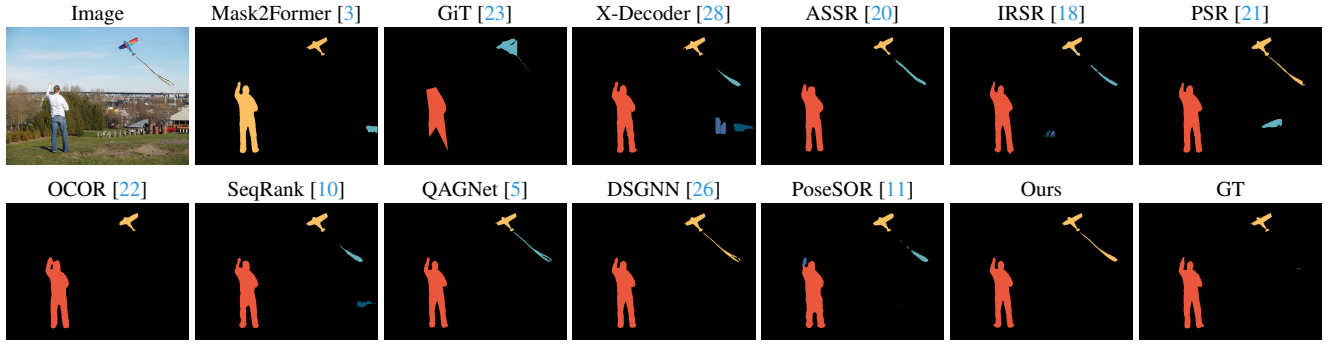 Image Mask2Former [3] GiT [23] X-Decoder [28] ASSR [20] IRSR [18] PSR [21]
OCOR [22] SeqRank [10] QAGNet [5] DSGNN [26] PoseSOR [11] Ours GT